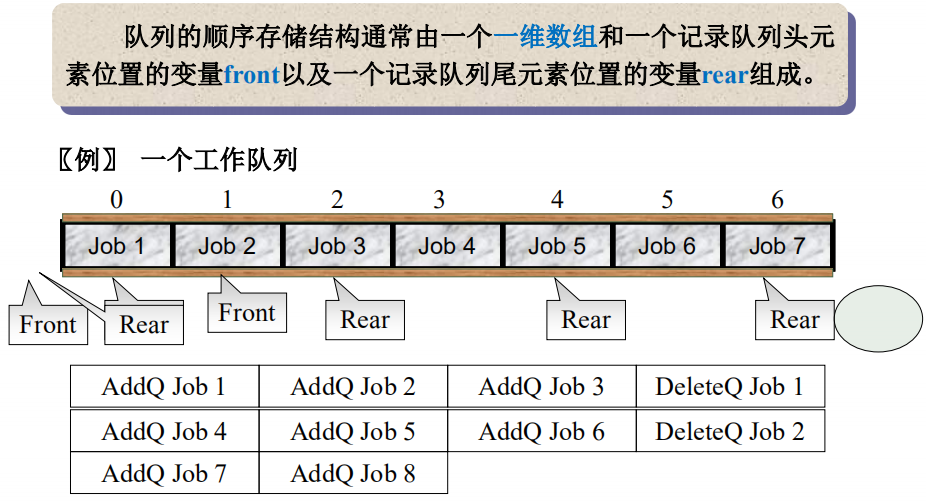 队列的顺序存储结构通常由一个一维数组和一个记录队列头元
素位置的变量front以及一个记录队列尾元素位置的变量rear组成。
〖例〗 一个工作队列
0 1 2 3 4 5 6
Job 1 Job 2 Job 3 Job 4 Job 5 Job 6 Job 7
Front Rear Front Rear Rear Rear
AddQ Job 1 AddQ Job 2 AddQ Job 3 DeleteQ Job 1
AddQ Job 4 AddQ Job 5 AddQ Job 6 DeleteQ Job 2
AddQ Job 7 AddQ Job 8